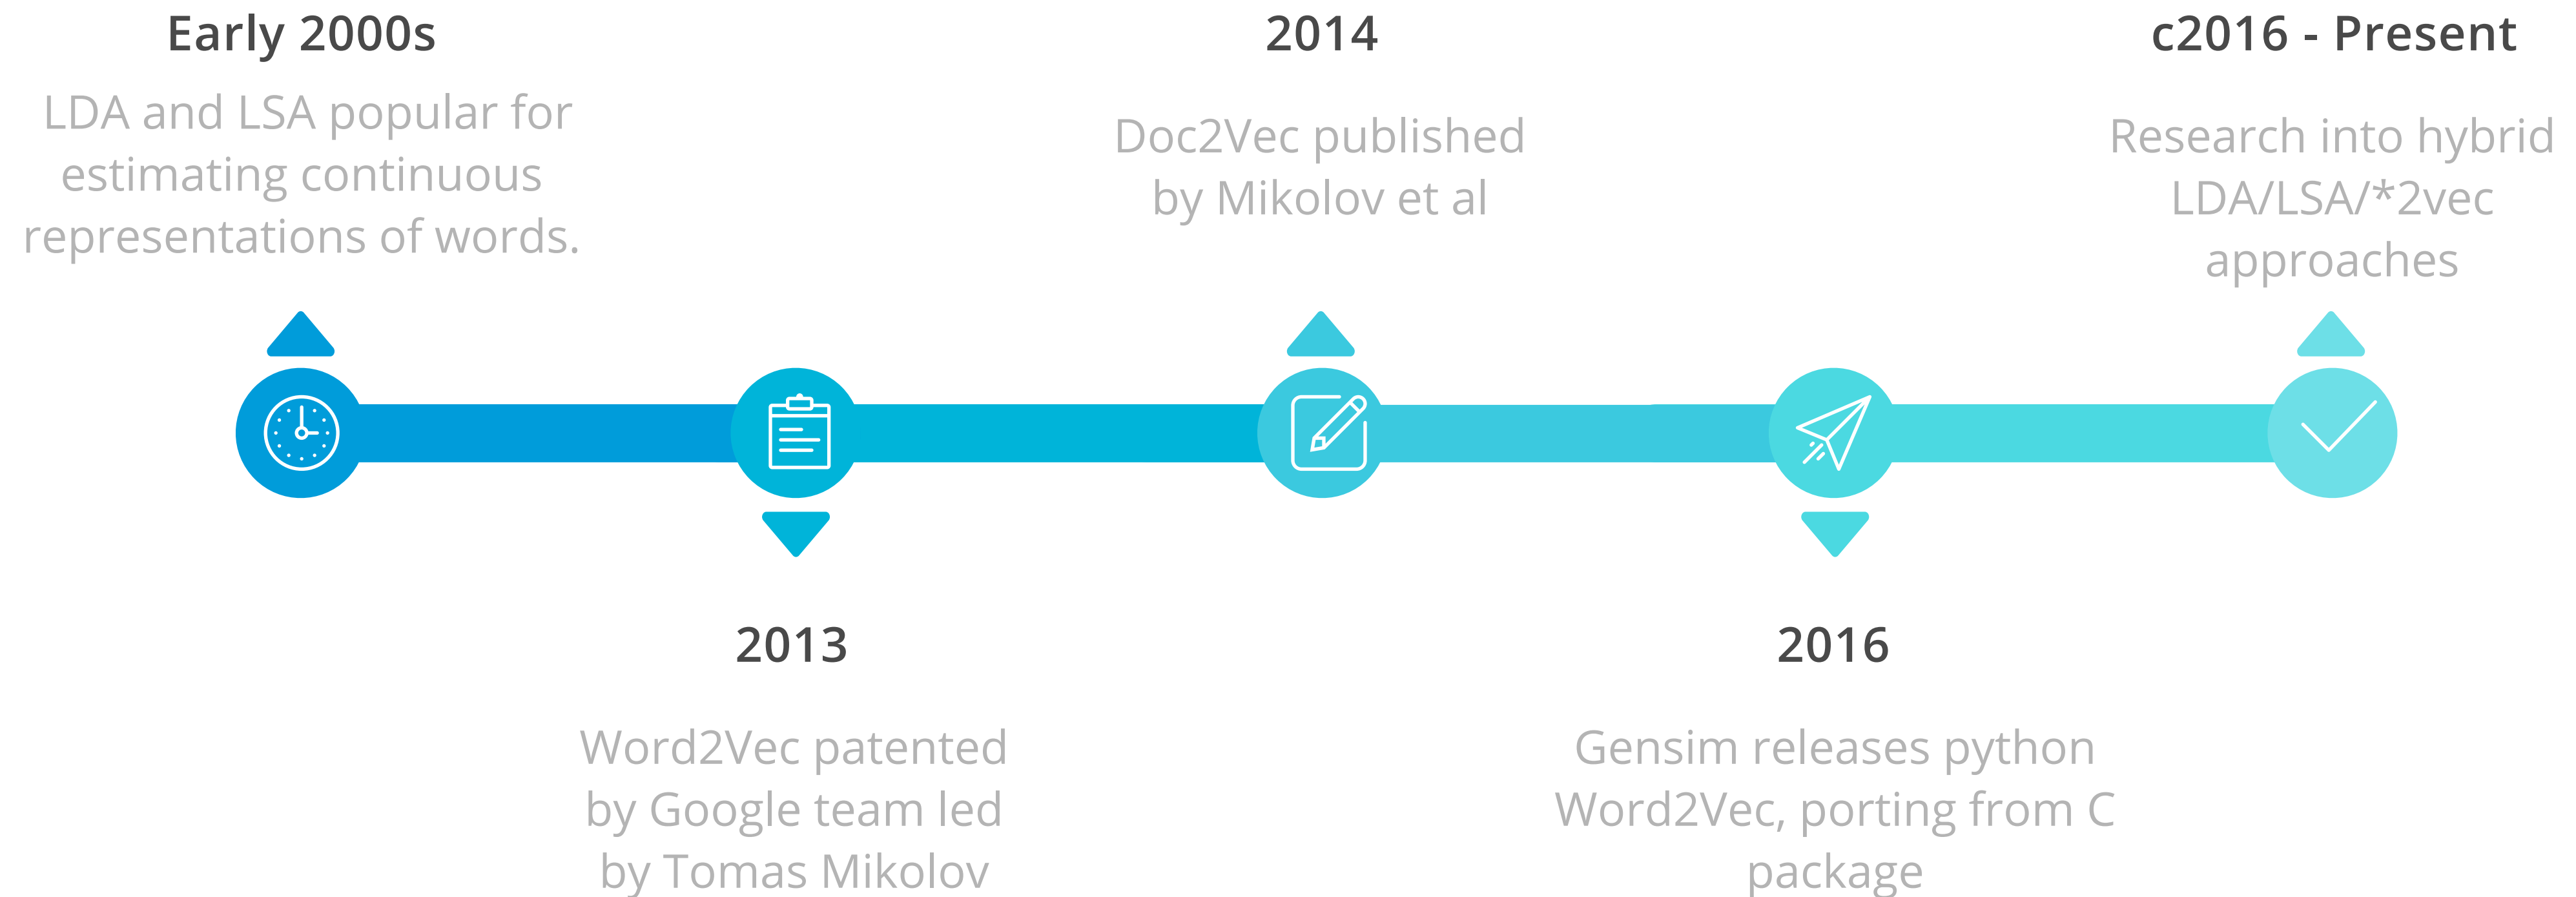 Early 2000s
LDA and LSA popular for
estimating continuous
representations of words.
2013
Word2Vec patented
by Google team led
by Tomas Mikolov
2014
Doc2Vec published
by Mikolov et al
2016
Gensim releases python
Word2Vec, porting from C
package
c2016 - Present
Research into hybrid
LDA/LSA/*2vec
approaches